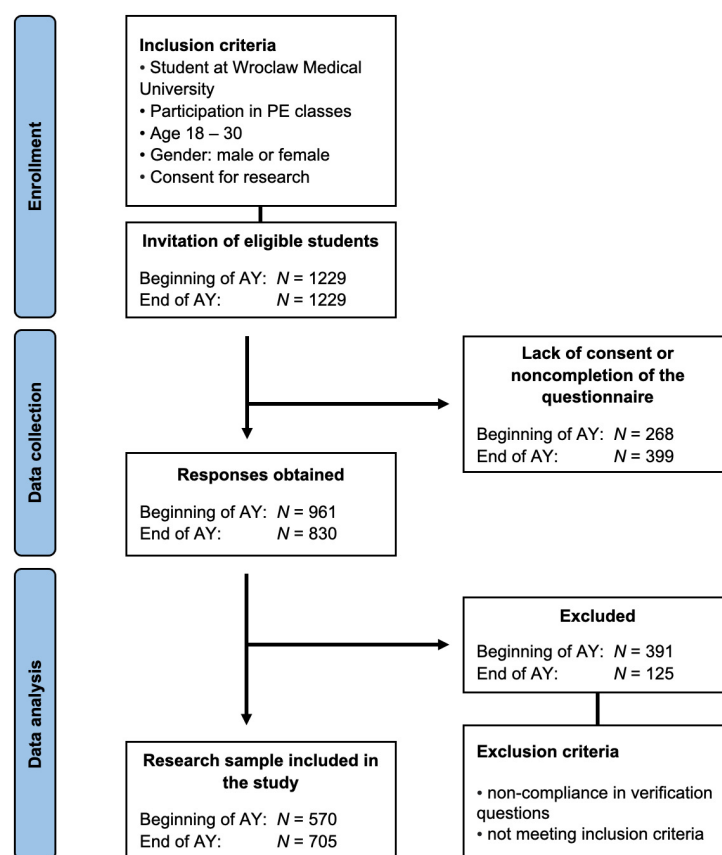 Enrollment
Inclusion criteria
• Student at Wroclaw Medical
University
• Participation in PE classes
• Age 18 – 30
• Gender: male or female
• Consent for research
Invitation of eligible students
Beginning of AY: N = 1229
End of AY: N = 1229
Data collection
Lack of consent or
noncompletion of the
questionnaire
Beginning of AY: N = 268
End of AY: N = 399
Responses obtained
Beginning of AY: N = 961
End of AY: N = 830
Data analysis
Excluded
Beginning of AY: N = 391
End of AY: N = 125
Research sample included in
the study
Beginning of AY: N = 570
End of AY: N = 705
Exclusion criteria
• non-compliance in verification
questions
• not meeting inclusion criteria